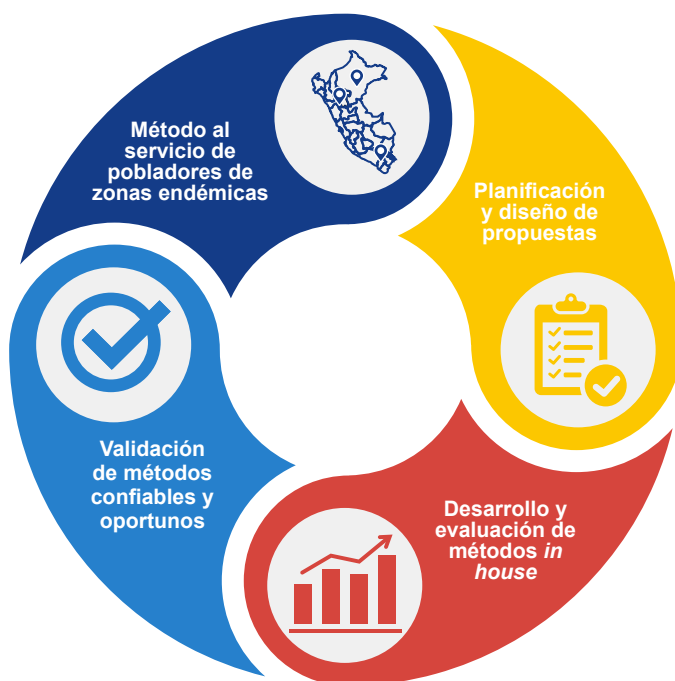 Método al
servicio de
pobladores de
zonas endémicas
Planificación
y diseño de
propuestas
Desarrollo y
evaluación de
métodos in
house
Validación
de métodos
confiables y
oportunos